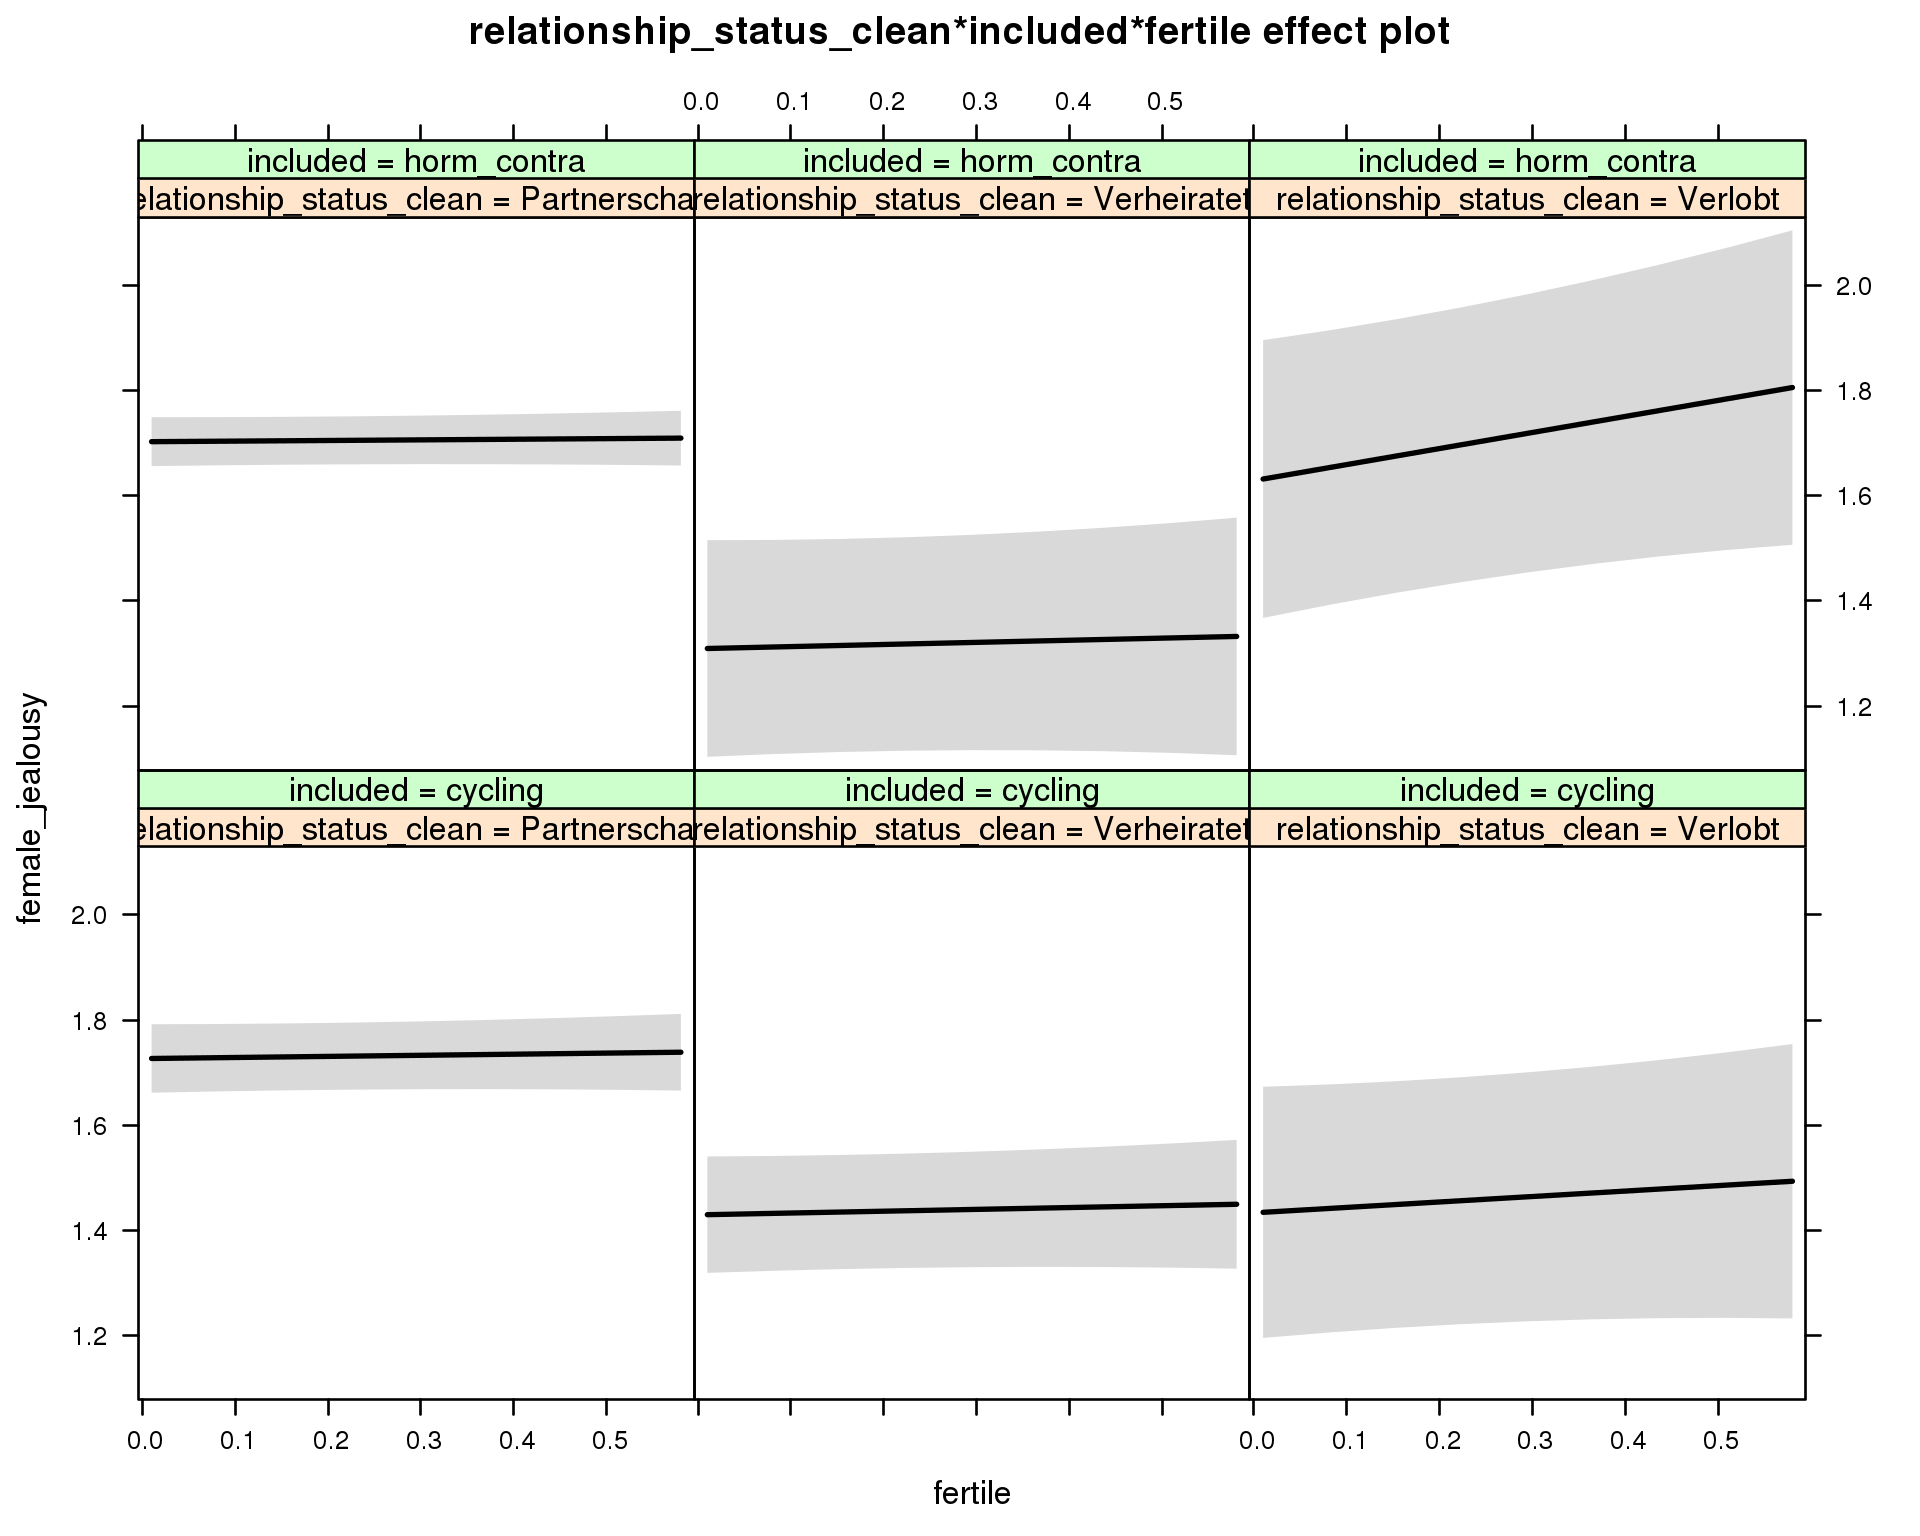 relationship_status_clean*included*fertile effect plot
0.0 0.1 0.2 0.3 0.4 0.5
included = horm_contra included = horm_contra included = horm_contra
elationship_status_clean = Partnerscha relationship_status_clean = Verheiratet relationship_status_clean = Verlobt
2.0
1.8
1.6
1.4
1.2
female_jealousy
included = cycling included = cycling included = cycling
elationship_status_clean = Partnerscha relationship_status_clean = Verheiratet relationship_status_clean = Verlobt
2.0
1.8
1.6
1.4
1.2
0.0 0.1 0.2 0.3 0.4 0.5 0.0 0.1 0.2 0.3 0.4 0.5
fertile